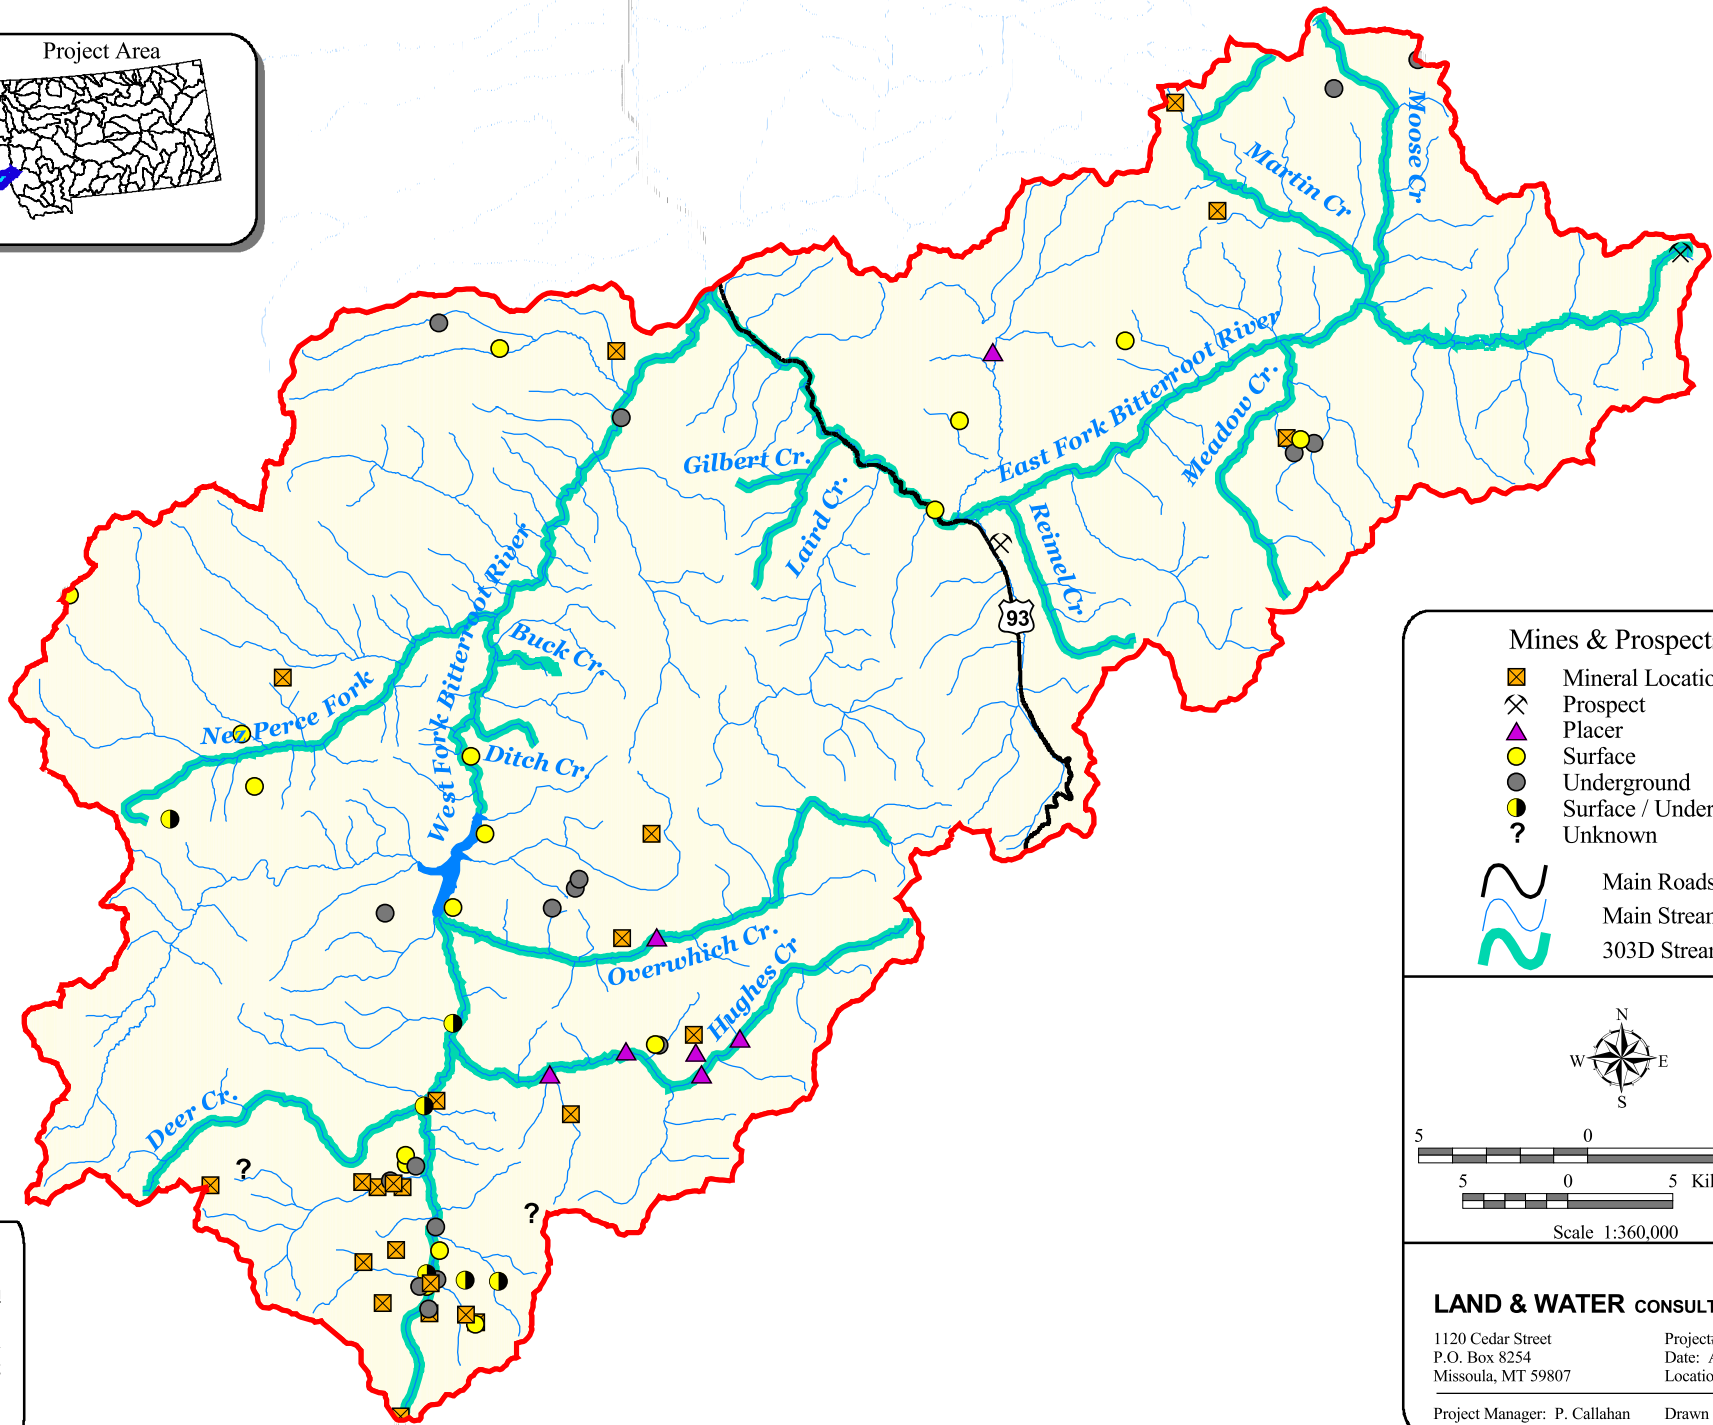 Project Area
Moose Cr
Martin Cr
East Fork Bitterroot River
Meadow Cr.
Gilbert Cr.
Laird Cr.
Reimel Cr
93
West Fork Bitterroot River
Buck Cr.
Nez Perce Fork
Ditch Cr.
Overwhich Cr.
Hughes Cr
Deer Cr.
?
?
Mines & Prospects
Mineral Locatio
Prospect
Placer
Surface
Underground
Surface / Under
? Unknown
Main Roads
Main Stream
303D Stream
N
W E
S
5 0
5 0 5 Kil
Scale 1:360,000
LAND & WATER CONSULT
1120 Cedar Street
P.O. Box 8254
Missoula, MT 59807
Project
Date: A
Locatio
Project Manager: P. Callahan
Drawn